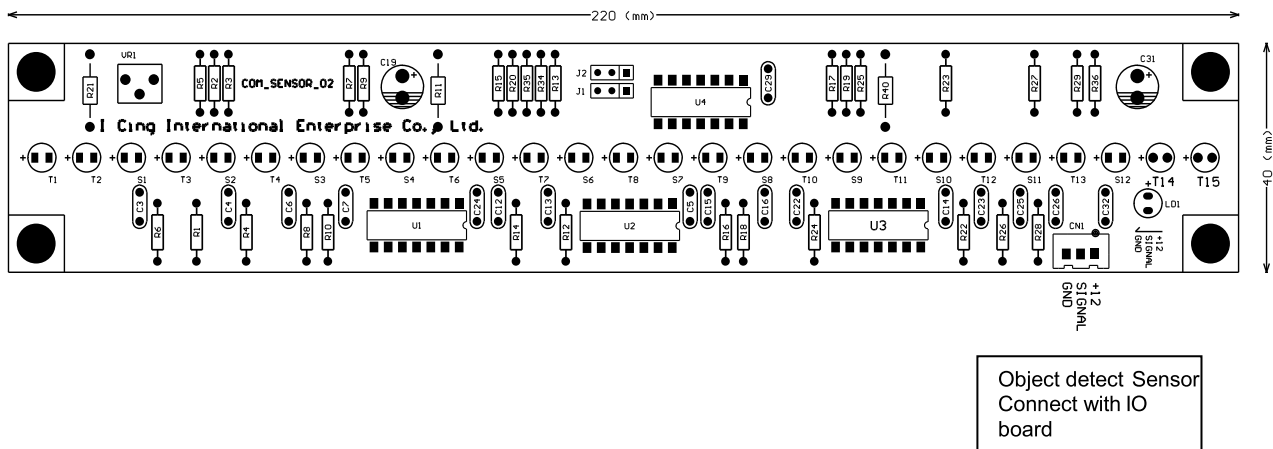 220 (mm)
40 (mm)
R21
VR1
R5
R2
R3
COM_SENSOR_02
R7
R9
C19
R11
R15
R20
R35
R34
R13
J2
J1
U4
C29
R17
R19
R25
R40
R23
R27
R29
R36
C31
I Cing International Enterprise Co., Ltd.
T1
T2
S1
T3
S2
T4
S3
T5
S4
T6
S5
T7
S6
T8
S7
T9
S8
T10
S9
T11
S10
T12
S11
T13
S12
T14
T15
C3
R6
R1
C4
R4
C6
R8
R10
C7
U1
C24
C12
R14
C13
R12
U2
C5
C15
R16
R18
C16
C22
R24
U3
C14
R22
C23
R26
C25
R28
C26
CN1
C32
LD1
+12
SIGNAL
GND
+12
SIGNAL
GND
Object detect Sensor
Connect with IO
board